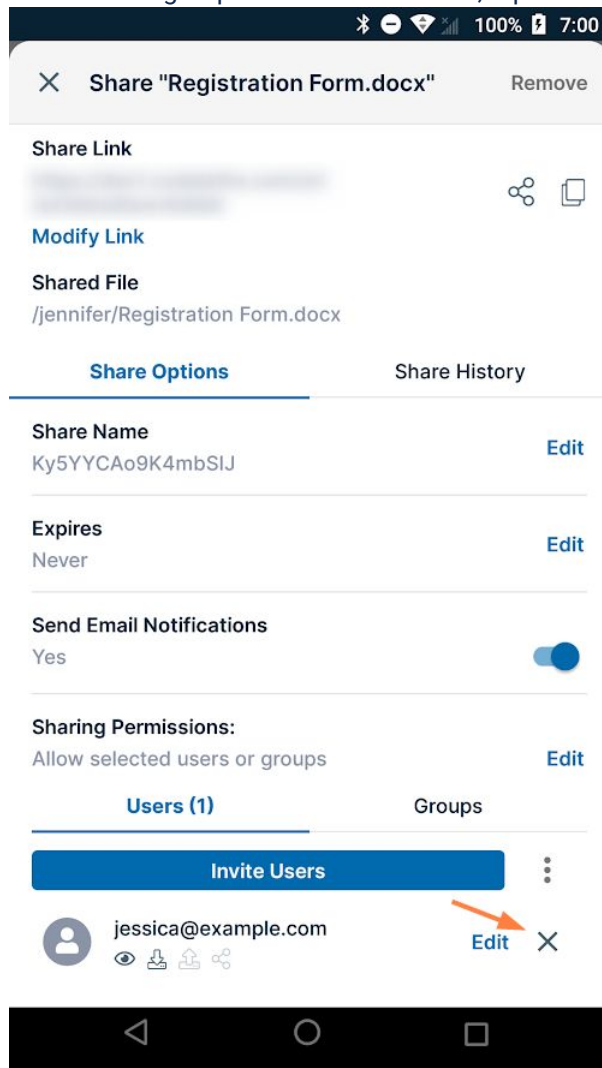 100% 7:00
Share "Registration Form.docx" Remove
Share Link
Modify Link
Shared File
/jennifer/Registration Form.docx
Share Options Share History
Share Name
Ky5YYCAo9K4mbSIJ Edit
Expires
Never Edit
Send Email Notifications
Yes
Sharing Permissions:
Allow selected users or groups Edit
Users (1) Groups
Invite Users
jessica@example.com
Edit